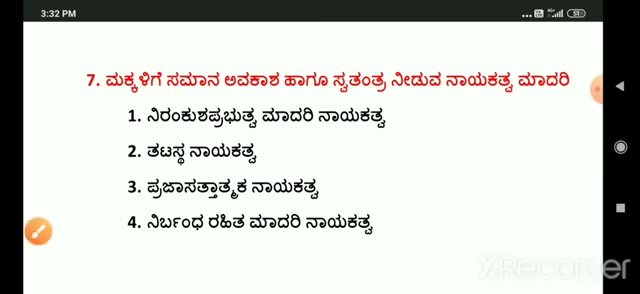 3:32 PM
7. ಮಕ್ಕಳಿಗೆ ಸಮಾನ ಅವಕಾಶ ಹಾಗೂ ಸ್ವತಂತ್ರ ನೀಡುವ ನಾಯಕತ್ವ ಮಾದರಿ
1. ನಿರಂಕುಶಪ್ರಭುತ್ವ ಮಾದರಿ ನಾಯಕತ್ವ
2. ತಟಸ್ಥ ನಾಯಕತ್ವ
3. ಪ್ರಜಾಸತ್ತಾತ್ಮಕ ನಾಯಕತ್ವ
4. ನಿರ್ಬಂಧ ರಹಿತ ಮಾದರಿ ನಾಯಕತ್ವ
XRecorder